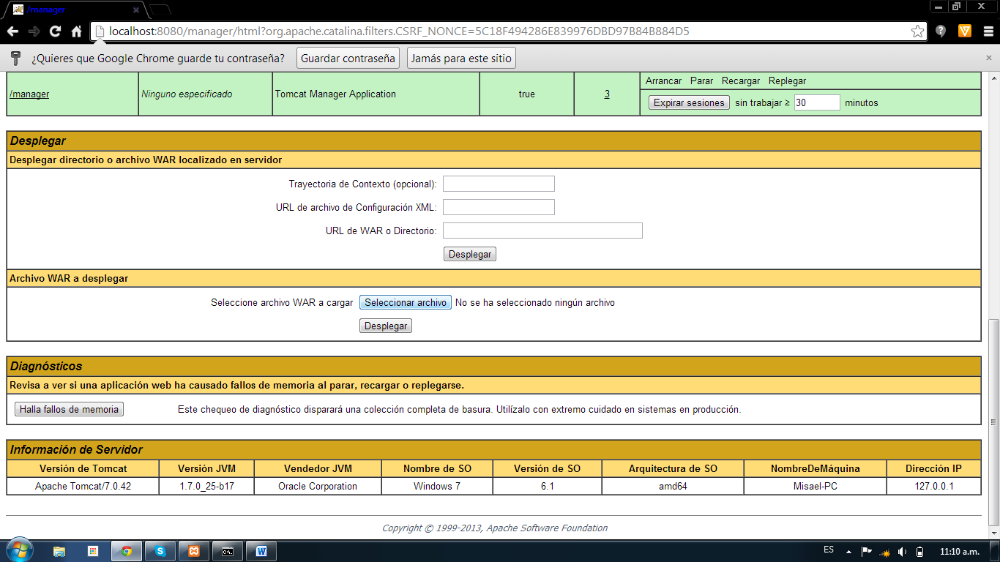 /manager
localhost:8080/manager/html?org.apache.catalina.filters.CSRF_NONCE=5C18F494286E839976DBD97B84B884D5
¿Quieres que Google Chrome guarde tu contraseña? Guardar contraseña Jamás para este sitio
/manager Ninguno especificado Tomcat Manager Application true 3 Arrancar Parar Recargar Replegar
Expirar sesiones sin trabajar ≥ 30 minutos
Desplegar
Desplegar directorio o archivo WAR localizado en servidor
Trayectoria de Contexto (opcional):
URL de archivo de Configuración XML:
URL de WAR o Directorio:
Desplegar
Archivo WAR a desplegar
Seleccione archivo WAR a cargar Seleccionar archivo No se ha seleccionado ningún archivo
Desplegar
Diagnósticos
Revisa a ver si una aplicación web ha causado fallos de memoria al parar, recargar o replegarse.
Halla fallos de memoria Este chequeo de diagnóstico disparará una colección completa de basura. Utilízalo con extremo cuidado en sistemas en producción.
Información de Servidor
Versión de Tomcat Versión JVM Vendedor JVM Nombre de SO Versión de SO Arquitectura de SO NombreDeMáquina Dirección IP
Apache Tomcat/7.0.42 1.7.0_25-b17 Oracle Corporation Windows 7 6.1 amd64 Misael-PC 127.0.0.1
Copyright © 1999-2013, Apache Software Foundation
ES 11:10 a.m.